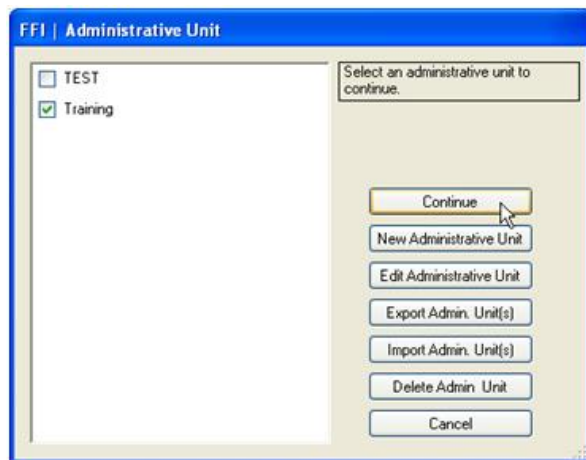 FFI | Administrative Unit
TEST
Training
Select an administrative unit to
continue.
Continue
New Administrative Unit
Edit Administrative Unit
Export Admin. Unit(s)
Import Admin. Unit(s)
Delete Admin Unit
Cancel